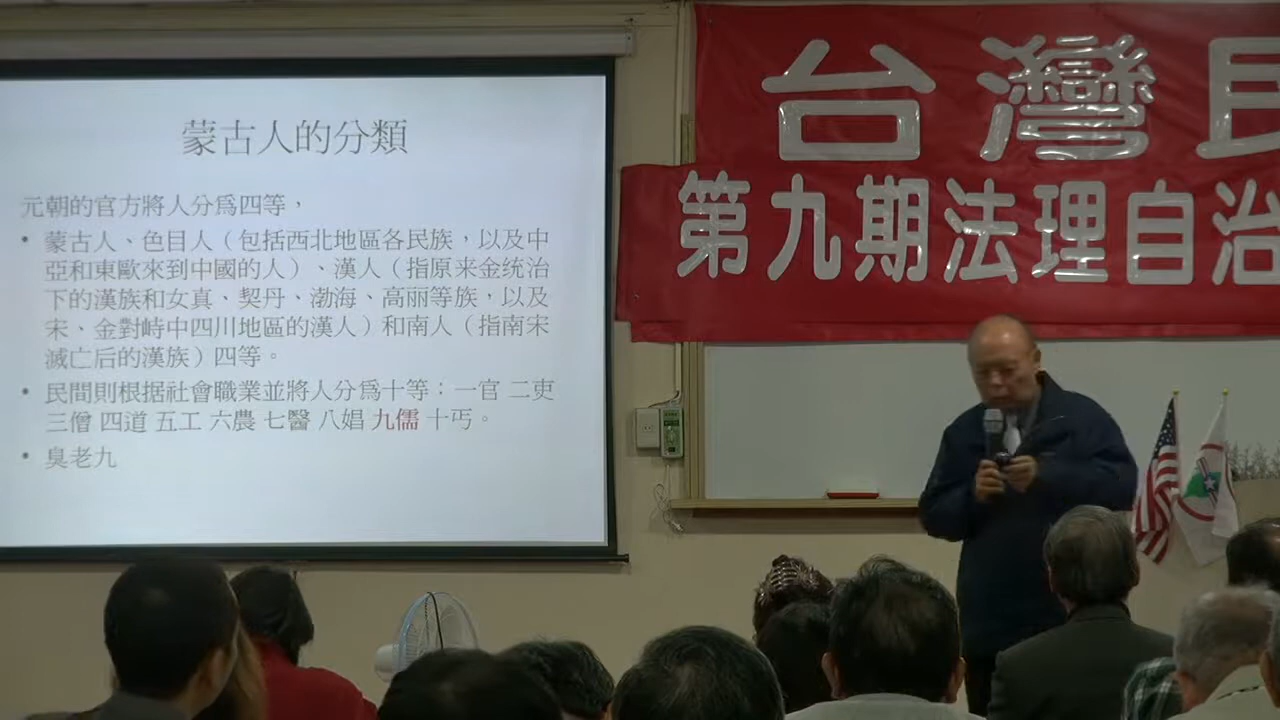 蒙古人的分類
元朝的官方將人分爲四等，
• 蒙古人、色目人（包括西北地區各民族，以及中
亞和東歐來到中國的人）、漢人（指原来金统治
下的漢族和女真、契丹、渤海、高丽等族，以及
宋、金對峙中四川地區的漢人）和南人（指南宋
滅亡后的漢族）四等。
• 民間則根据社會職業並將人分爲十等：一官 二吏
三僧 四道 五工 六農 七醫 八娼 九儒 十丐。
• 臭老九
台灣民
第九期法理自治